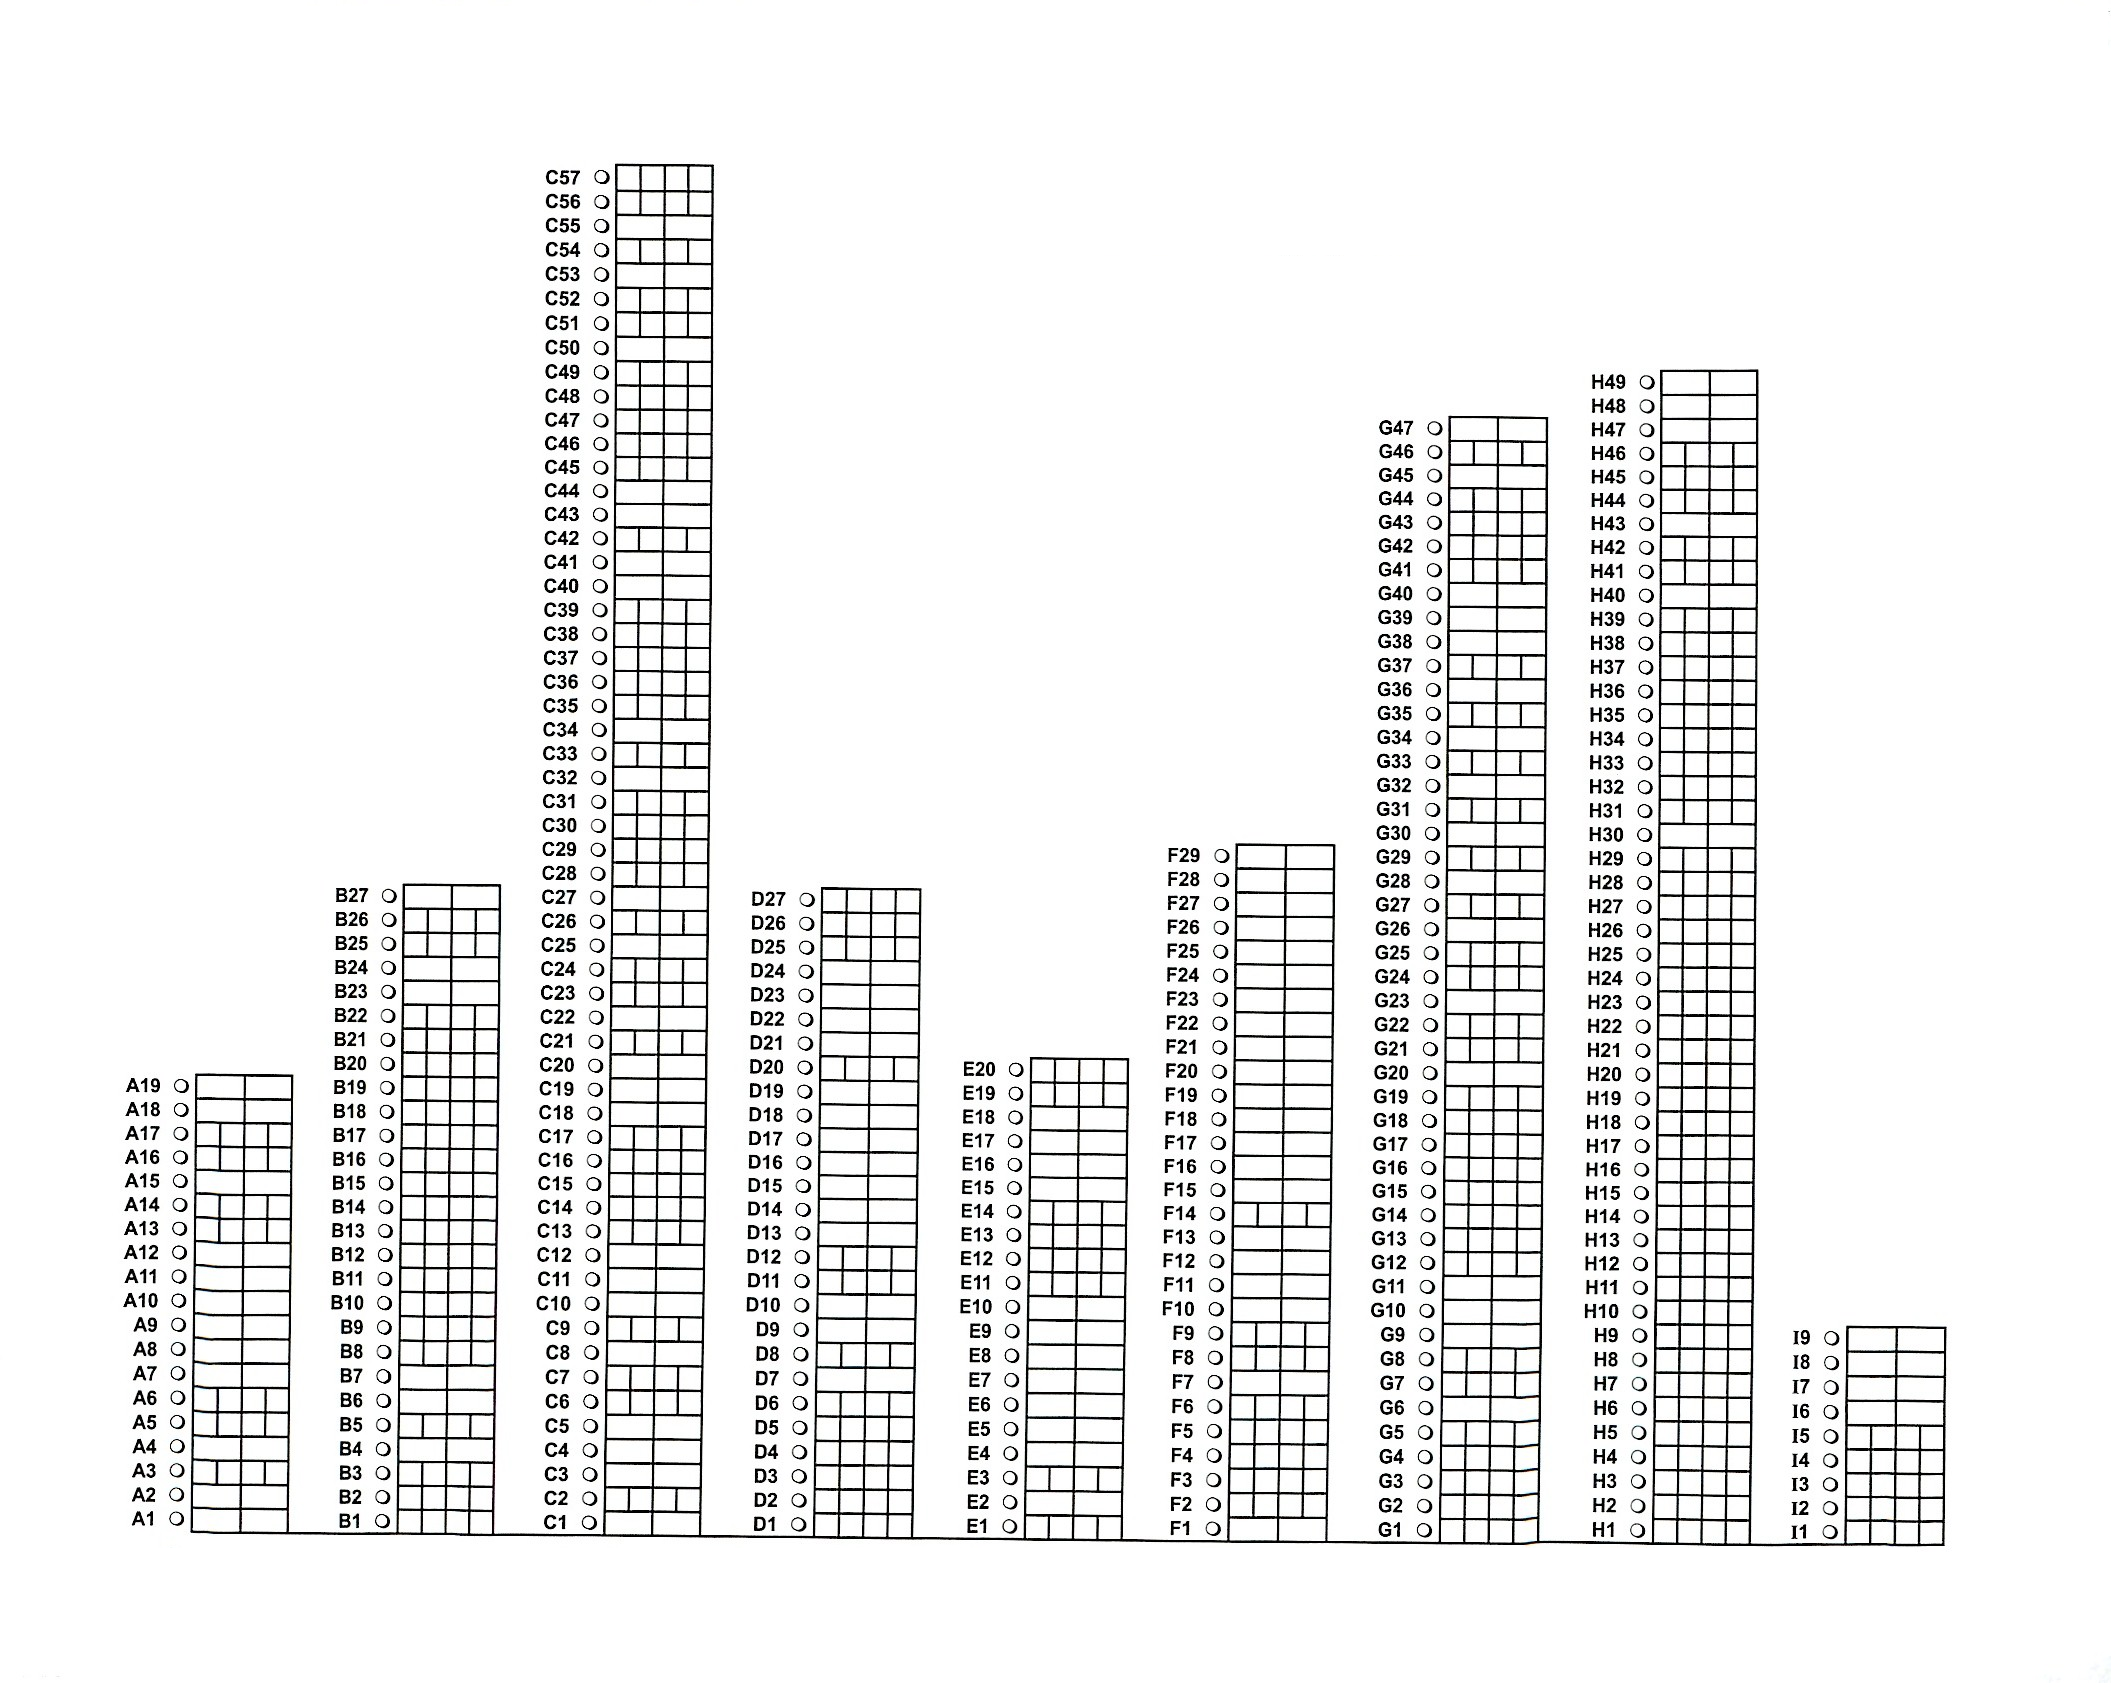 C57
C56
C55
C54
C53
C52
C51
C50
C49
C48
C47
C46
C45
C44
C43
C42
C41
C40
C39
C38
C37
C36
C35
C34
C33
C32
C31
C30
C29
C28
C27
C26
C25
C24
C23
C22
C21
C20
C19
C18
C17
C16
C15
C14
C13
C12
C11
C10
C9
C8
C7
C6
C5
C4
C3
C2
C1
H49
H48
H47
H46
H45
H44
H43
H42
H41
H40
H39
H38
H37
H36
H35
H34
H33
H32
H31
H30
H29
H28
H27
H26
H25
H24
H23
H22
H21
H20
H19
H18
H17
H16
H15
H14
H13
H12
H11
H10
H9
H8
H7
H6
H5
H4
H3
H2
H1
G47
G46
G45
G44
G43
G42
G41
G40
G39
G38
G37
G36
G35
G34
G33
G32
G31
G30
G29
G28
G27
G26
G25
G24
G23
G22
G21
G20
G19
G18
G17
G16
G15
G14
G13
G12
G11
G10
G9
G8
G7
G6
G5
G4
G3
G2
G1
F29
F28
F27
F26
F25
F24
F23
F22
F21
F20
F19
F18
F17
F16
F15
F14
F13
F12
F11
F10
F9
F8
F7
F6
F5
F4
F3
F2
F1
B27
B26
B25
B24
B23
B22
B21
B20
B19
B18
B17
B16
B15
B14
B13
B12
B11
B10
B9
B8
B7
B6
B5
B4
B3
B2
B1
D27
D26
D25
D24
D23
D22
D21
D20
D19
D18
D17
D16
D15
D14
D13
D12
D11
D10
D9
D8
D7
D6
D5
D4
D3
D2
D1
E20
E19
E18
E17
E16
E15
E14
E13
E12
E11
E10
E9
E8
E7
E6
E5
E4
E3
E2
E1
A19
A18
A17
A16
A15
A14
A13
A12
A11
A10
A9
A8
A7
A6
A5
A4
A3
A2
A1
I9
I8
I7
I6
I5
I4
I3
I2
I1